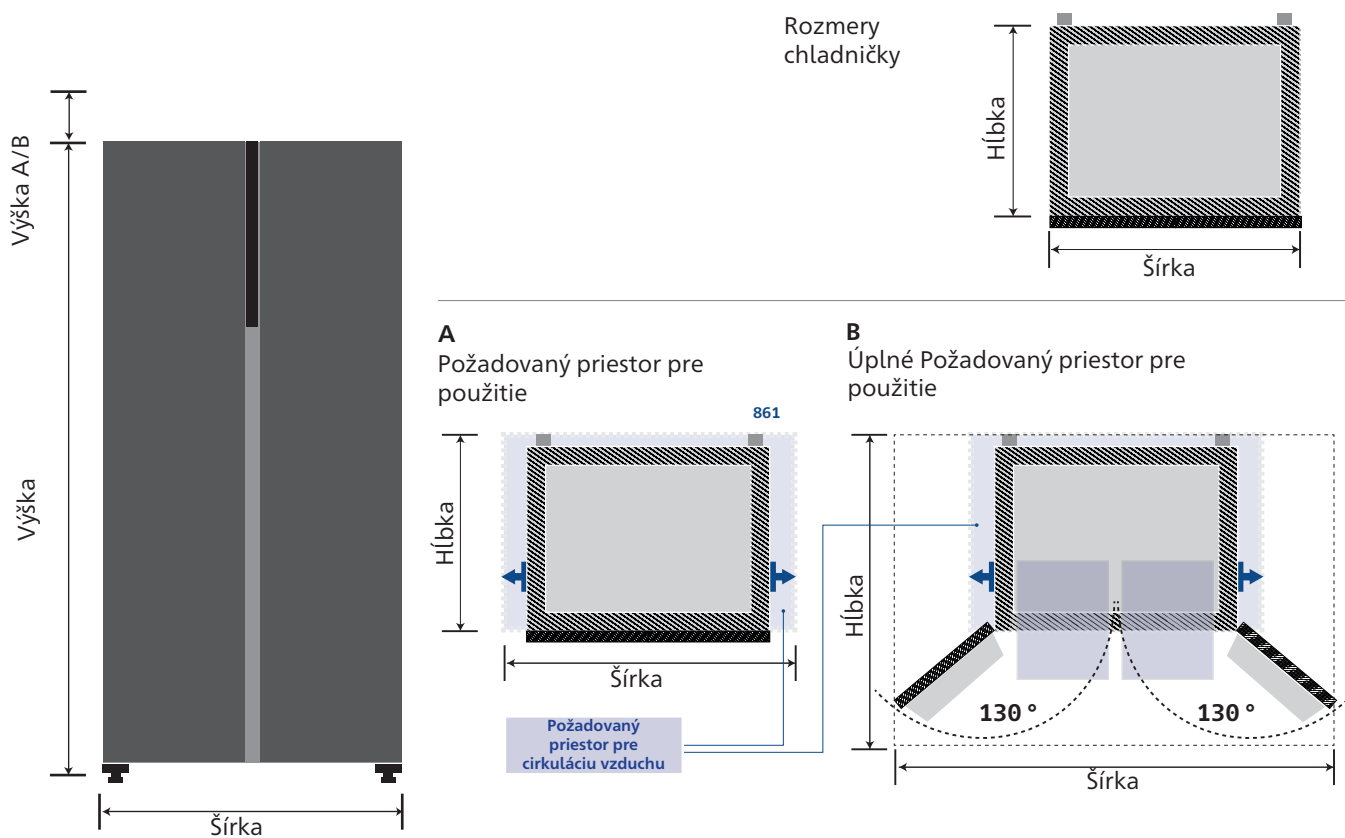 Rozmery
chladničky
Hĺbka
Šírka
Výška A/B
Výška
Šírka
A
Požadovaný priestor pre
použitie
861
Hĺbka
Šírka
Požadovaný
priestor pre
cirkuláciu vzduchu
B
Úplné Požadovaný priestor pre
použitie
Hĺbka
130°
130°
Šírka